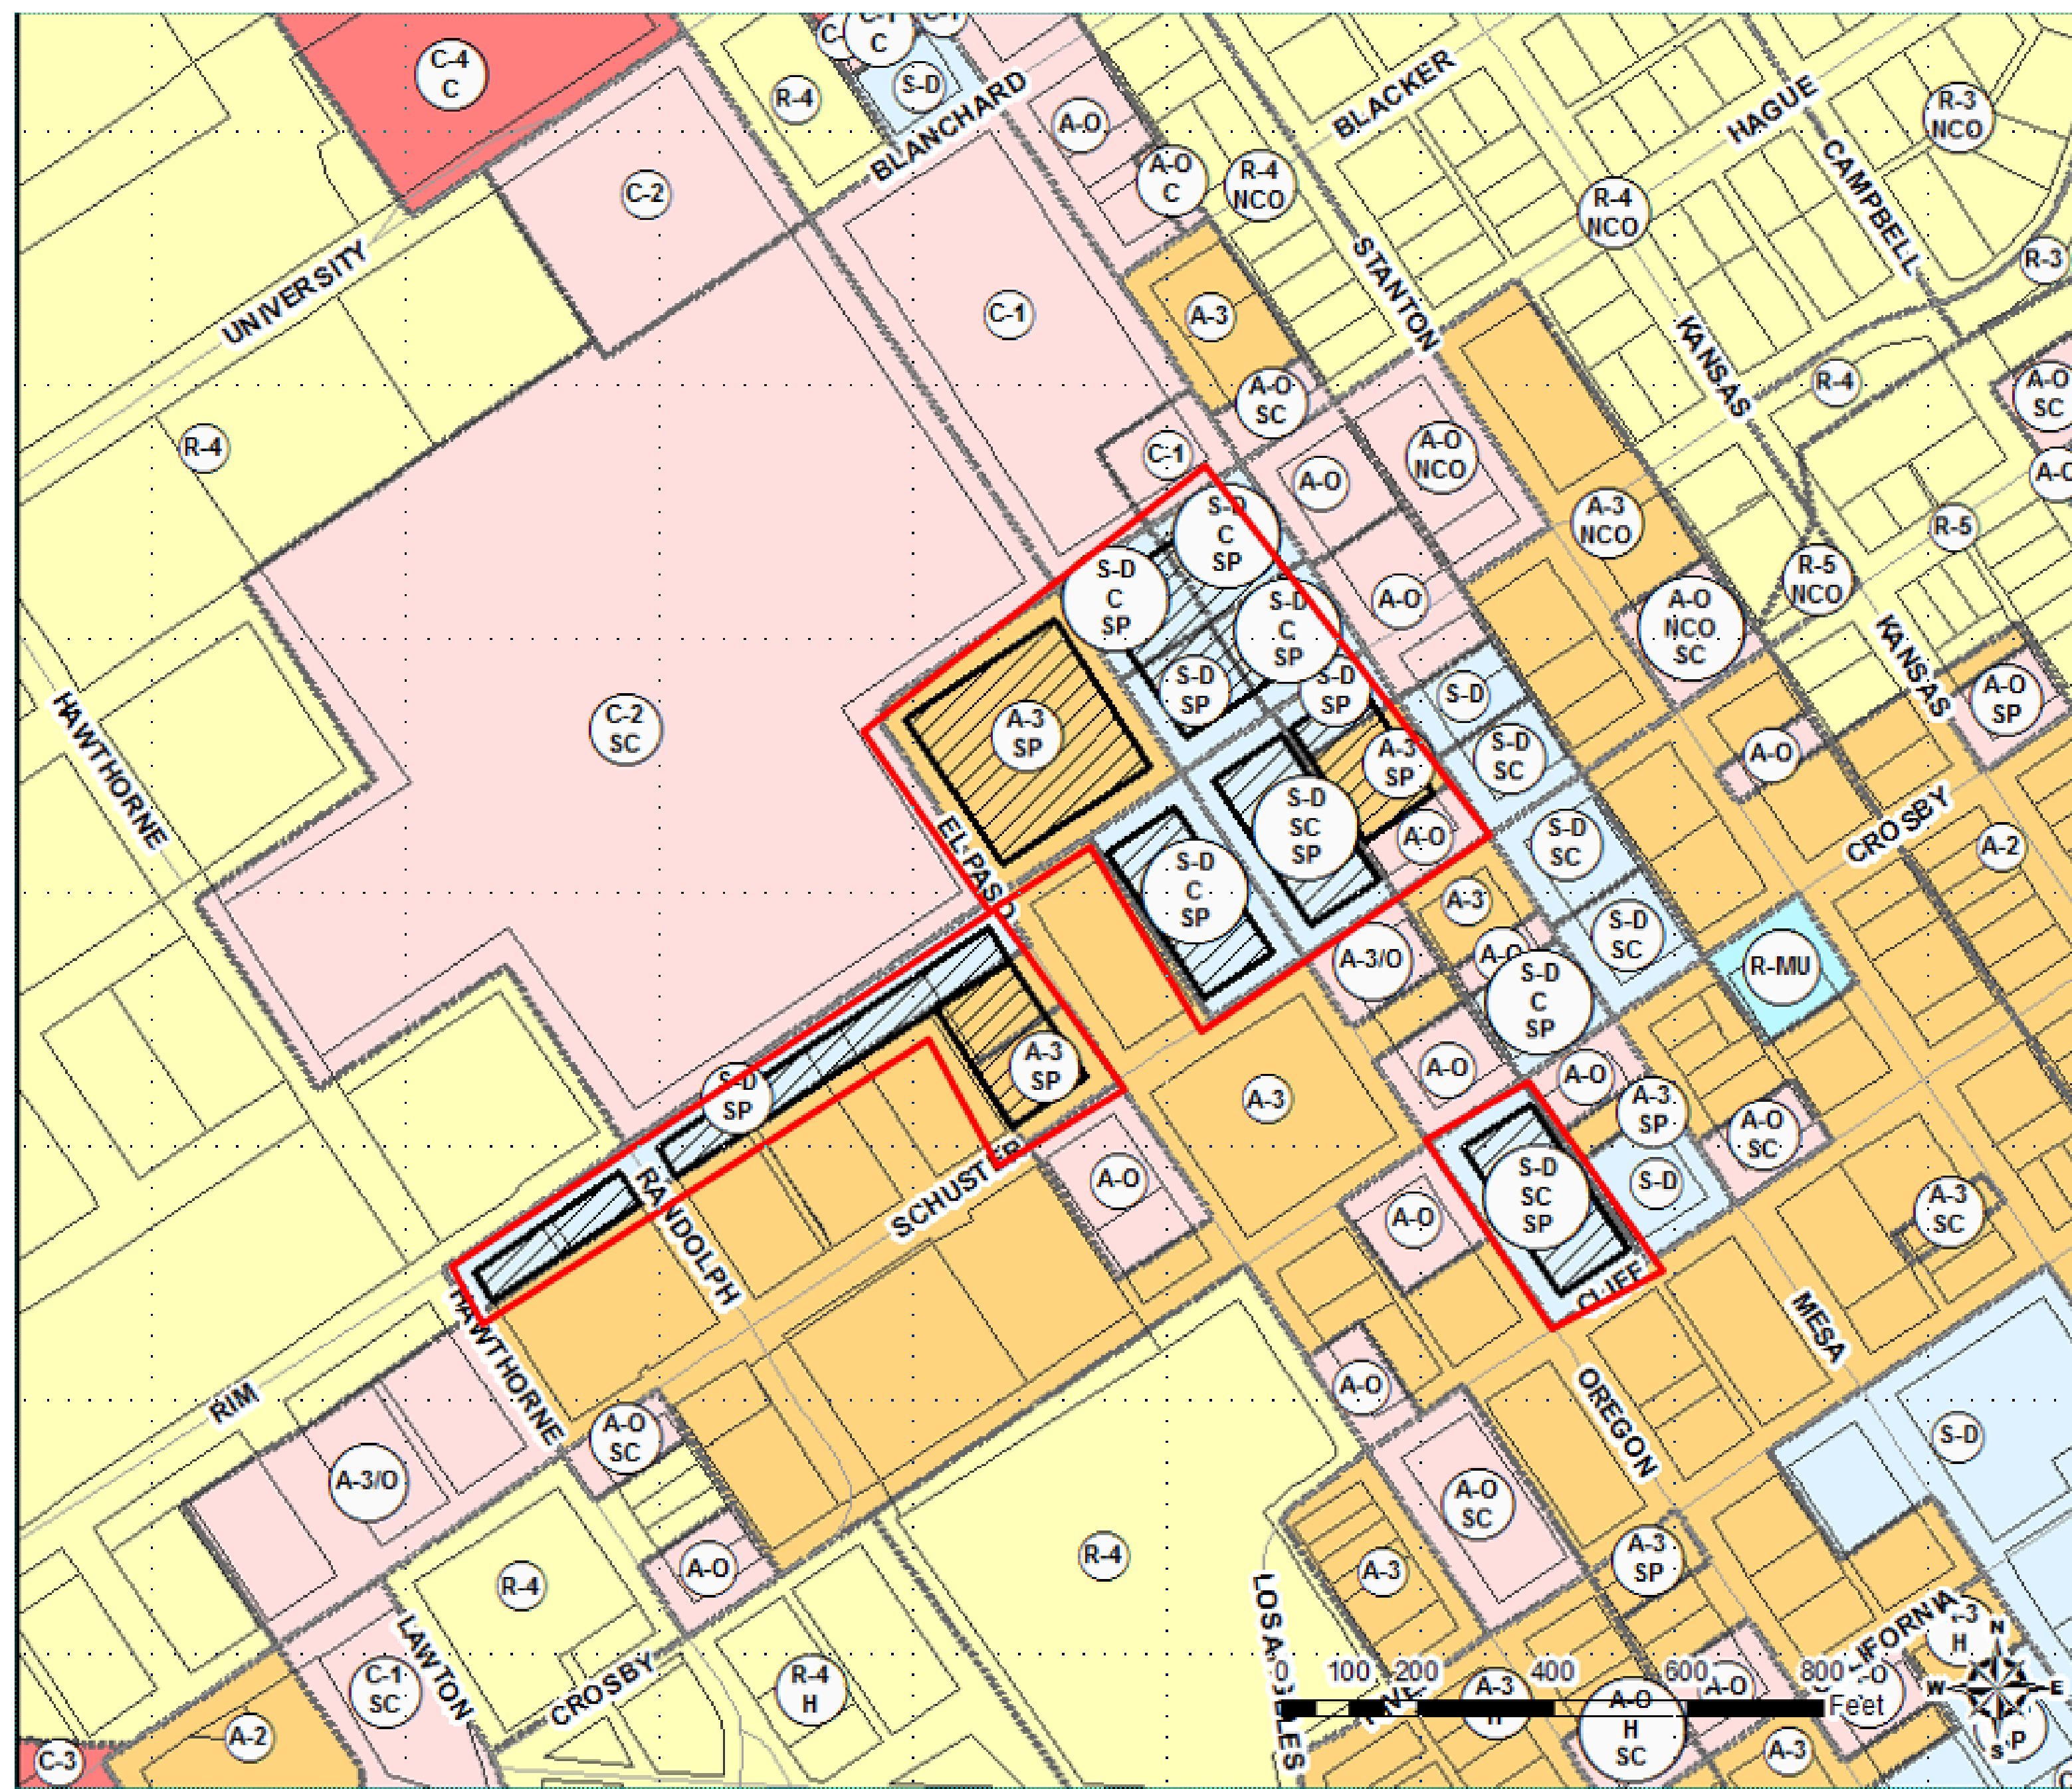 C-4
C
C-1
C
S-D
R-4
BLANCHARD
A-O
BLACKER
HAGUE
R-3
NCO
C-2
A-O
C
R-4
NCO
R-4
NCO
CAMPBELL
R-3
UNIVERSITY
C-1
A-3
STANTON
KANSAS
R-4
A-O
SC
A-O
SC
R-4
C-1
A-O
A-O
NCO
A-3
NCO
R-5
S-D
C
SP
S-D
C
SP
S-D
C
SP
A-O
R-5
NCO
A-O
NCO
SC
KANSAS
HAWTHORNE
C-2
SC
A-3
SP
S-D
SP
S-D
SP
S-D
A-O
SP
S-D
SC
A-O
A-3
SP
EL PASO
S-D
SC
SP
A-O
S-D
SC
CROSBY
A-2
S-D
C
SP
A-3
A-3/O
A-O
S-D
SC
R-MU
S-D
C
SP
S-D
SP
A-3
SP
A-3
A-O
A-O
A-3
SP
A-O
SC
RANDOLPH
SCHUSTER
A-O
A-O
S-D
SC
SP
S-D
A-3
SC
CLIFF
MESA
HAWTHORNE
RIM
A-O
OREGON
S-D
A-O
SC
A-3/O
A-O
SC
R-4
A-O
R-4
A-3
A-3
SP
LAWTON
CROSBY
R-4
H
C-1
SC
A-2
C-3
0 100 200 400 600 800
Feet
A-3
H
A-O
H
SC
A-O
A-3
N
W
E
S